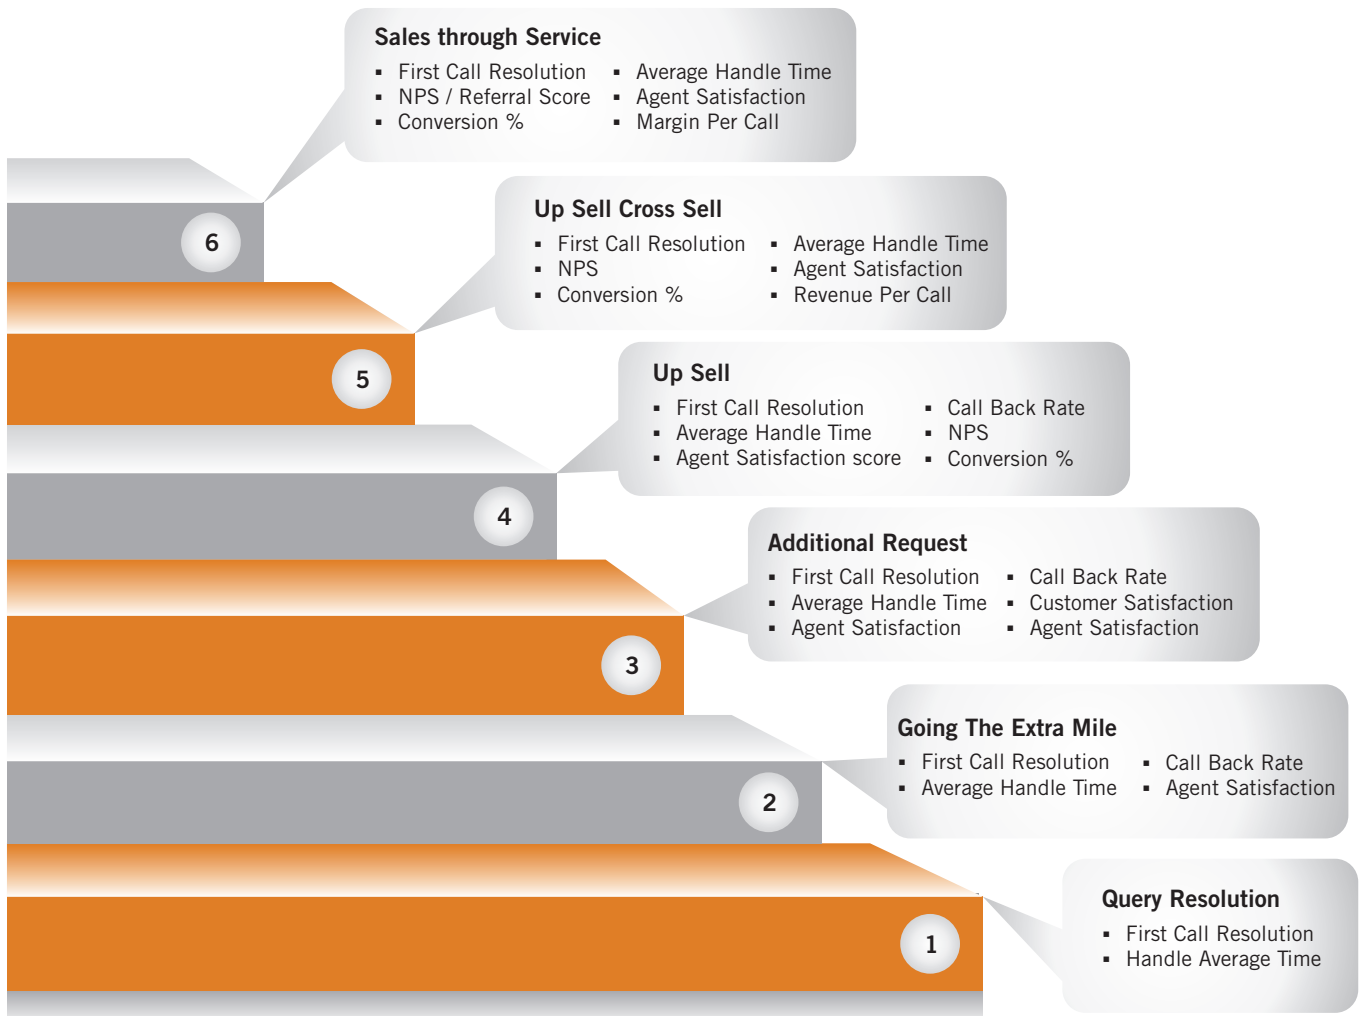 Sales through Service
▪ First Call Resolution ▪ Average Handle Time
▪ NPS / Referral Score ▪ Agent Satisfaction
▪ Conversion % ▪ Margin Per Call
6
Up Sell Cross Sell
▪ First Call Resolution ▪ Average Handle Time
▪ NPS ▪ Agent Satisfaction
▪ Conversion % ▪ Revenue Per Call
5
Up Sell
▪ First Call Resolution ▪ Call Back Rate
▪ Average Handle Time ▪ NPS
▪ Agent Satisfaction score ▪ Conversion %
4
Additional Request
▪ First Call Resolution ▪ Call Back Rate
▪ Average Handle Time ▪ Customer Satisfaction
▪ Agent Satisfaction ▪ Agent Satisfaction
3
Going The Extra Mile
▪ First Call Resolution ▪ Call Back Rate
▪ Average Handle Time ▪ Agent Satisfaction
2
Query Resolution
▪ First Call Resolution
▪ Handle Average Time
1